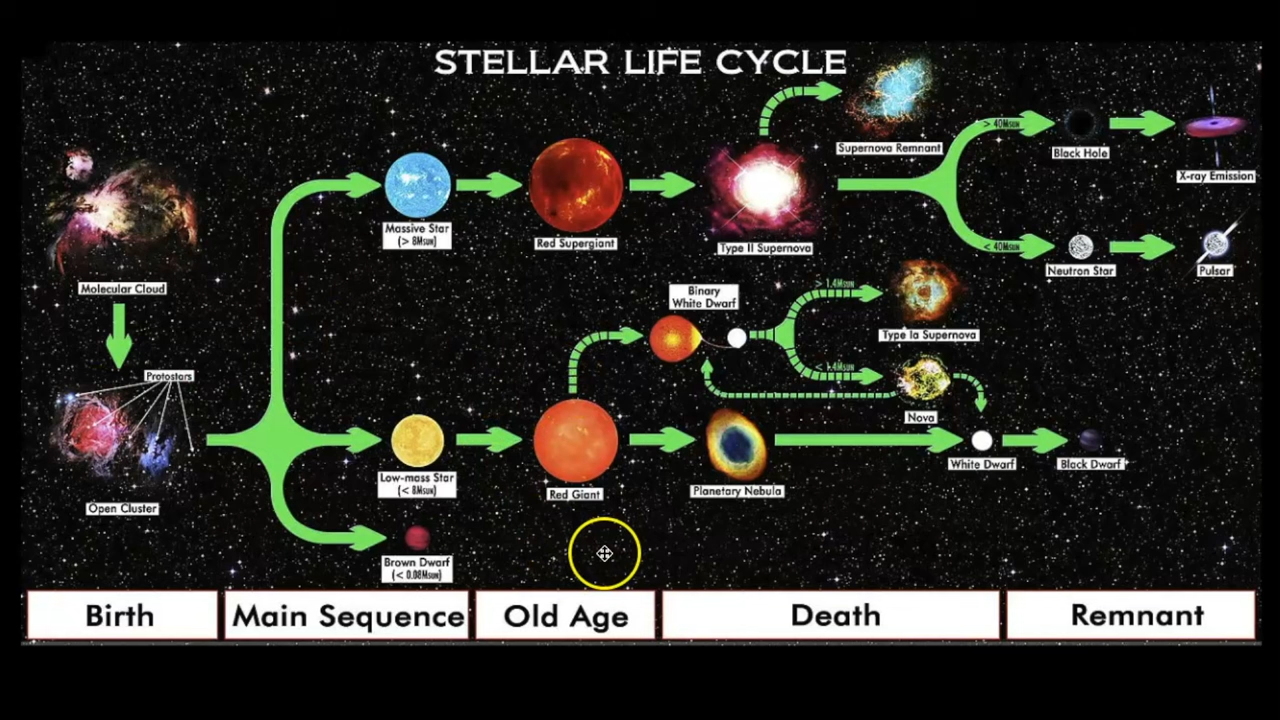 STELLAR LIFE CYCLE
Supernova Remnant
> 40MSUN
Black Hole
X-ray Emission
Massive Star
(> 8MSUN)
Red Supergiant
Type II Supernova
< 40MSUN
Neutron Star
Pulsar
Molecular Cloud
Binary
White Dwarf
> 1.4MSUN
Type Ia Supernova
Protostars
< 1.4MSUN
Nova
Low-mass Star
(< 8MSUN)
Red Giant
Planetary Nebula
White Dwarf
Black Dwarf
Open Cluster
Brown Dwarf
(< 0.08MSUN)
Birth
Main Sequence
Old Age
Death
Remnant